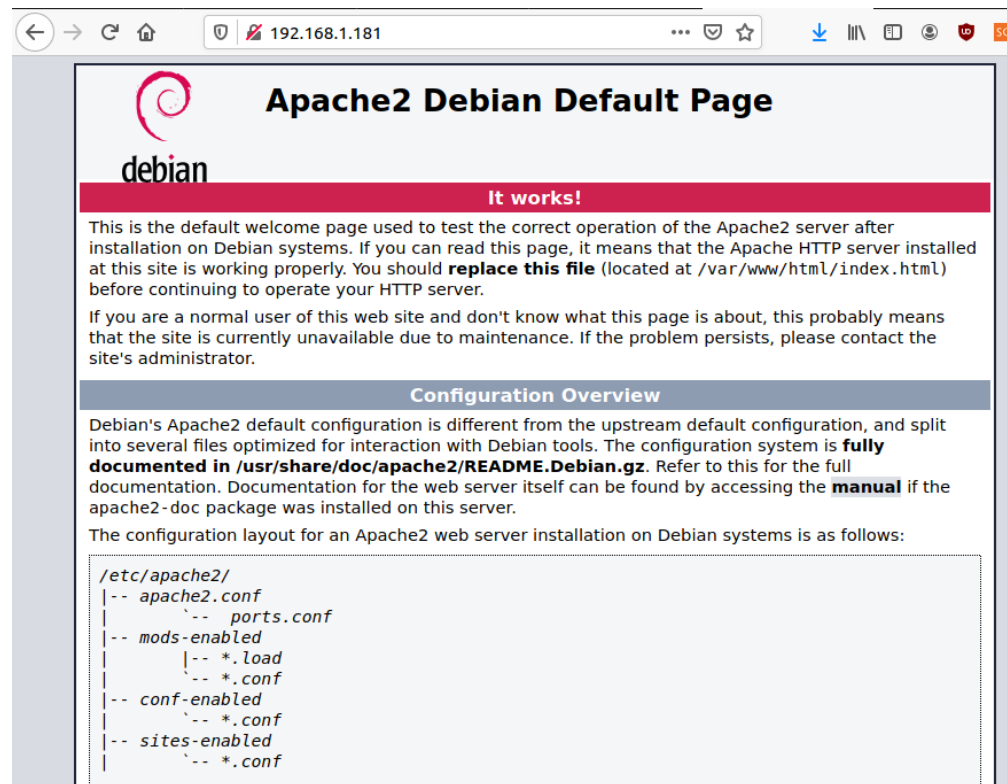 192.168.1.181
Apache2 Debian Default Page
debian
It works!
This is the default welcome page used to test the correct operation of the Apache2 server after
installation on Debian systems. If you can read this page, it means that the Apache HTTP server installed
at this site is working properly. You should replace this file (located at /var/www/html/index.html)
before continuing to operate your HTTP server.
If you are a normal user of this web site and don't know what this page is about, this probably means
that the site is currently unavailable due to maintenance. If the problem persists, please contact the
site's administrator.
Configuration Overview
Debian's Apache2 default configuration is different from the upstream default configuration, and split
into several files optimized for interaction with Debian tools. The configuration system is fully
documented in /usr/share/doc/apache2/README.Debian.gz. Refer to this for the full
documentation. Documentation for the web server itself can be found by accessing the manual if the
apache2-doc package was installed on this server.
The configuration layout for an Apache2 web server installation on Debian systems is as follows:
/etc/apache2/
|-- apache2.conf
|       `--  ports.conf
|-- mods-enabled
|       |-- *.load
|       `-- *.conf
|-- conf-enabled
|       `-- *.conf
|-- sites-enabled
|       `-- *.conf